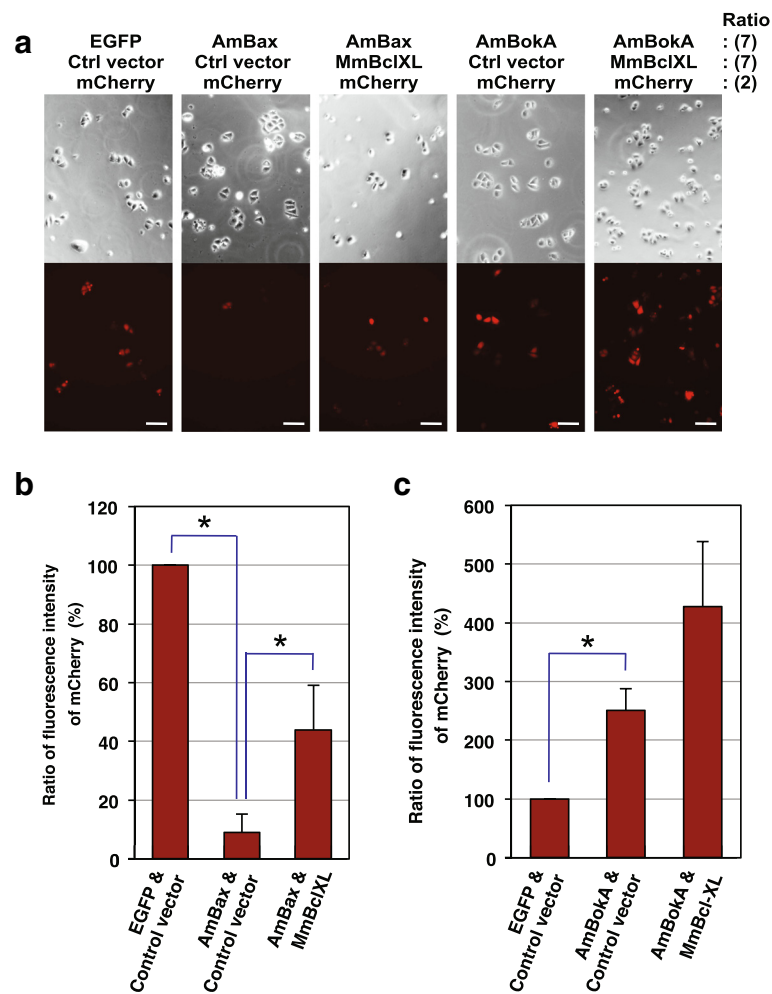 Ratio
a
EGFP AmBax AmBax AmBokA AmBokA : (7)
Ctrl vector Ctrl vector MmBclXL Ctrl vector MmBclXL : (7)
mCherry mCherry mCherry mCherry mCherry : (2)
b
Ratio of fluorescence intensity
of mCherry (%)
120
100
80
60
40
20
0
*
*
EGFP &
Control vector
AmBax &
Control vector
AmBax &
MmBclXL
c
Ratio of fluorescence intensity
of mCherry (%)
600
500
400
300
200
100
0
*
EGFP &
Control vector
AmBokA &
Control vector
AmBokA &
MmBcl-XL